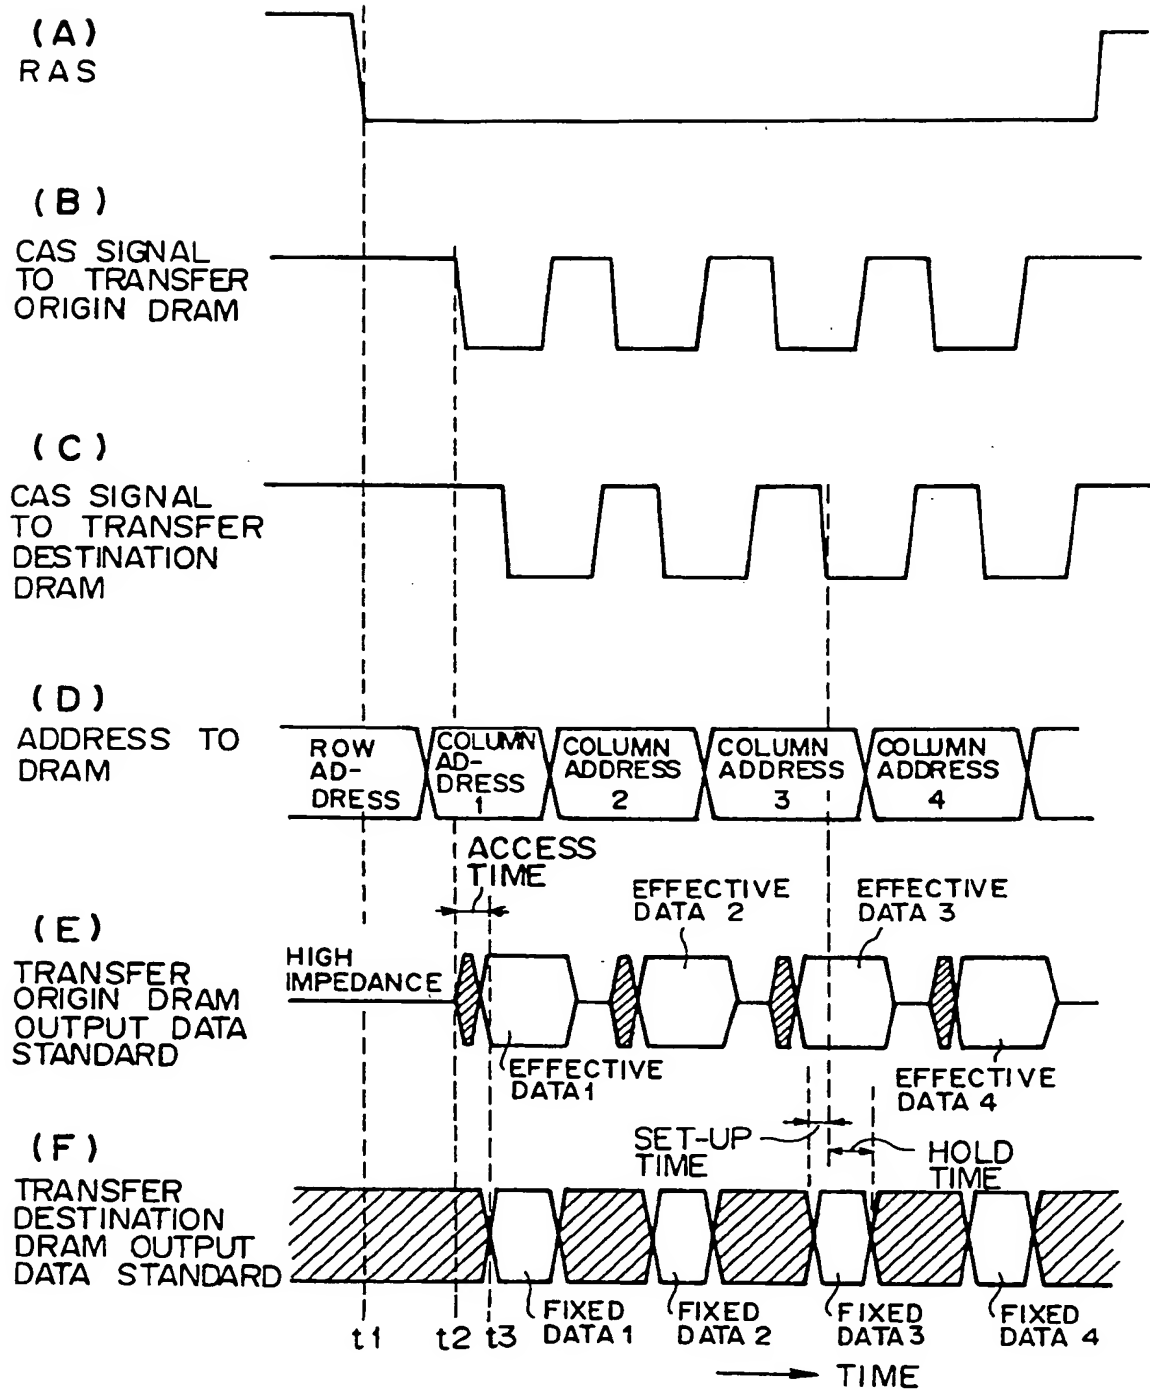 (A)
RAS
(B)
CAS SIGNAL
TO TRANSFER
ORIGIN DRAM
(C)
CAS SIGNAL
TO TRANSFER
DESTINATION
DRAM
(D)
ADDRESS TO
DRAM
ROW
AD-
DRESS
COLUMN
AD-
DRESS
1
COLUMN
ADDRESS
2
COLUMN
ADDRESS
3
COLUMN
ADDRESS
4
ACCESS
TIME
EFFECTIVE
DATA 2
EFFECTIVE
DATA 3
(E)
TRANSFER
ORIGIN DRAM
OUTPUT DATA
STANDARD
HIGH
IMPEDANCE
EFFECTIVE
DATA 1
EFFECTIVE
DATA 4
SET-UP
TIME
HOLD
TIME
(F)
TRANSFER
DESTINATION
DRAM OUTPUT
DATA STANDARD
FIXED
DATA 1
FIXED
DATA 2
FIXED
DATA 3
FIXED
DATA 4
t1
t2
t3
TIME